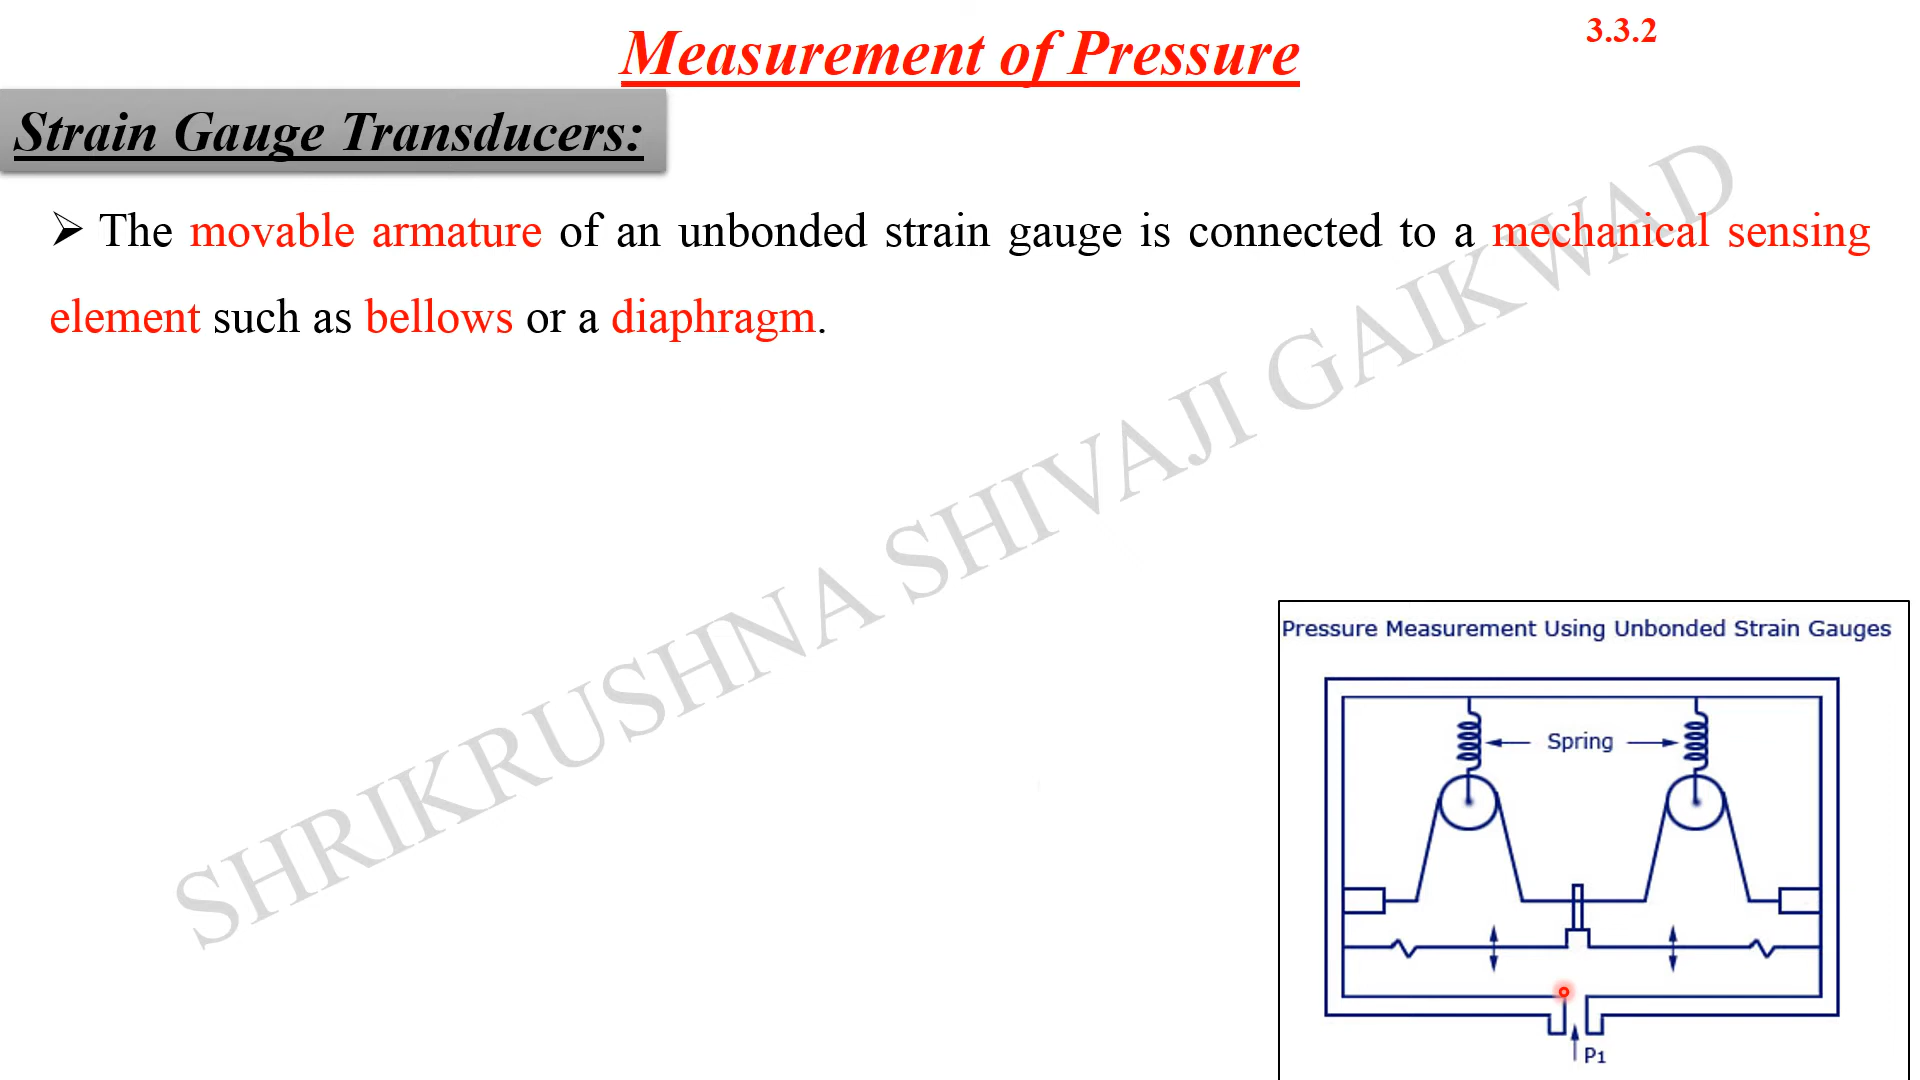 Measurement of Pressure
3.3.2
Strain Gauge Transducers:
The movable armature of an unbonded strain gauge is connected to a mechanical sensing
element such as bellows or a diaphragm.
SHRIKRUSHNA SHIVAJI GAIKWAD
Pressure Measurement Using Unbonded Strain Gauges
Spring
P1